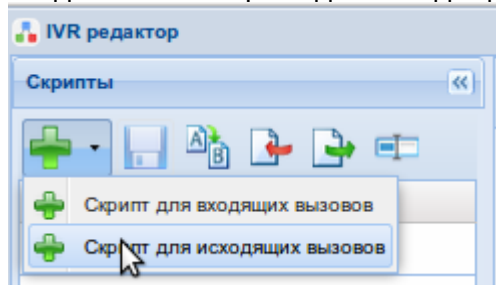 IVR редактор
Скрипты
Скрипт для входящих вызовов
Скрипт для исходящих вызовов